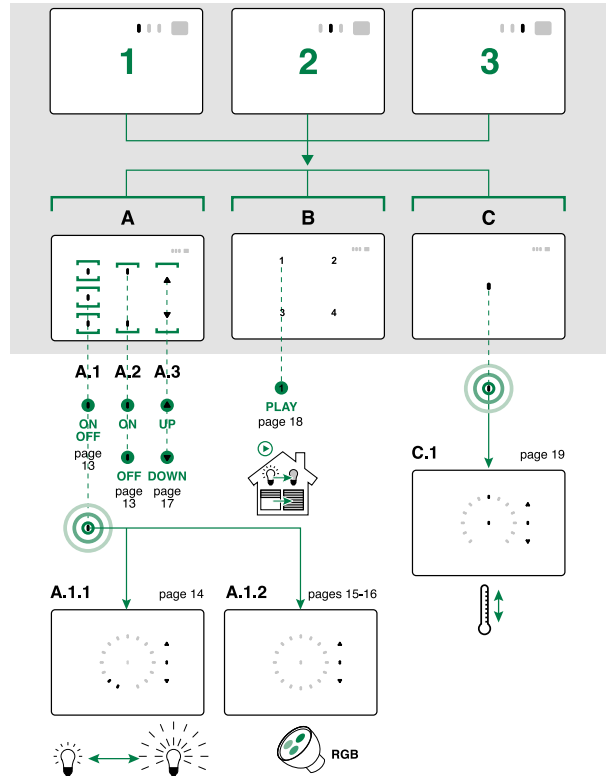 1 2 3
A B C
1 2
3 4
A.1 A.2 A.3
ON
OFF
page
13
ON
OFF
page
13
UP
DOWN
page
17
1
PLAY
page 18
C.1 page 19
A.1.1 page 14
A.1.2 pages 15-16
RGB